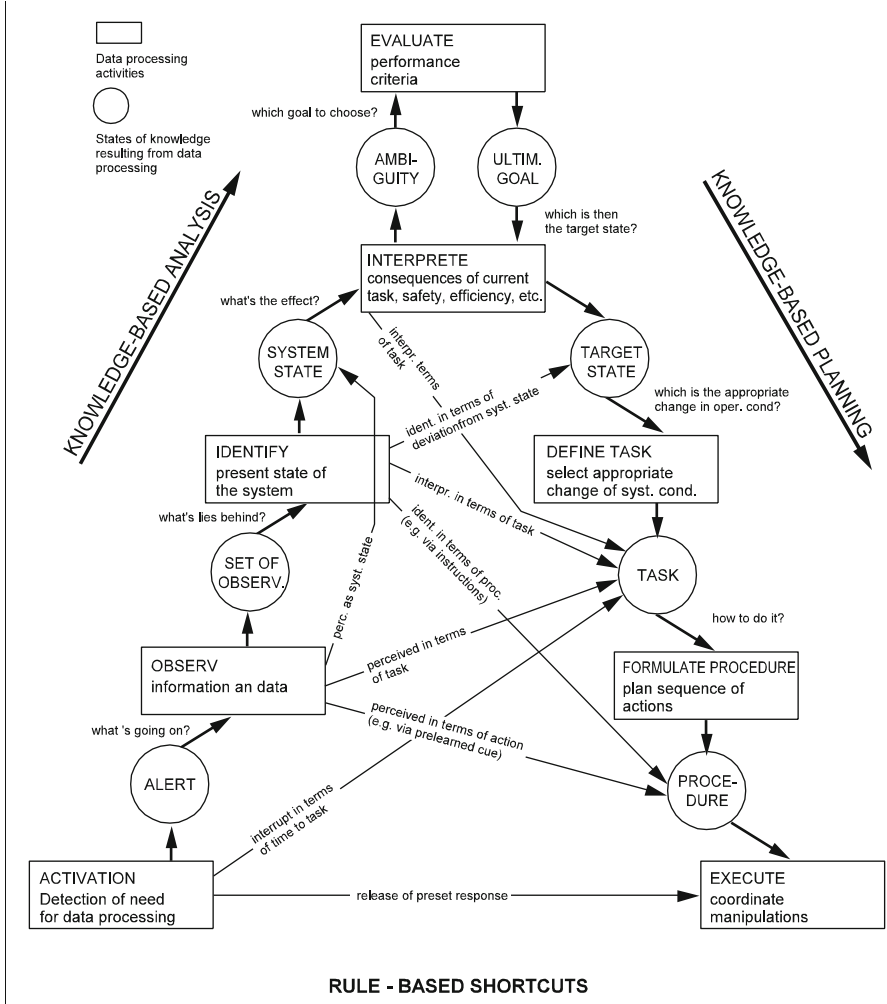 Data processing
activities
States of knowledge
resulting from data
processing
EVALUATE
performance
criteria
which goal to choose?
AMBI-
GUITY
ULTIM.
GOAL
which is then
the target state?
KNOWLEDGE-BASED ANALYSIS
KNOWLEDGE-BASED PLANNING
INTERPRETE
consequences of current
task, safety, efficiency, etc.
what's the effect?
interpr. terms
of task
SYSTEM
STATE
TARGET
STATE
ident. in terms of
deviationfrom syst. state
which is the appropriate
change in oper. cond?
IDENTIFY
present state of
the system
DEFINE TASK
select appropriate
change of syst. cond.
interpr. in terms of task
what's lies behind?
ident. in terms of proc.
(e.g. via instructions)
SET OF
OBSERV.
perc. as syst. state
TASK
how to do it?
OBSERV
information an data
perceived in terms
of task
FORMULATE PROCEDURE
plan sequence of
actions
perceived in terms of action
(e.g. via prelearned cue)
what 's going on?
ALERT
PROCE-
DURE
interrupt in terms
of time to task
ACTIVATION
Detection of need
for data processing
release of preset response
EXECUTE
coordinate
manipulations
RULE - BASED SHORTCUTS